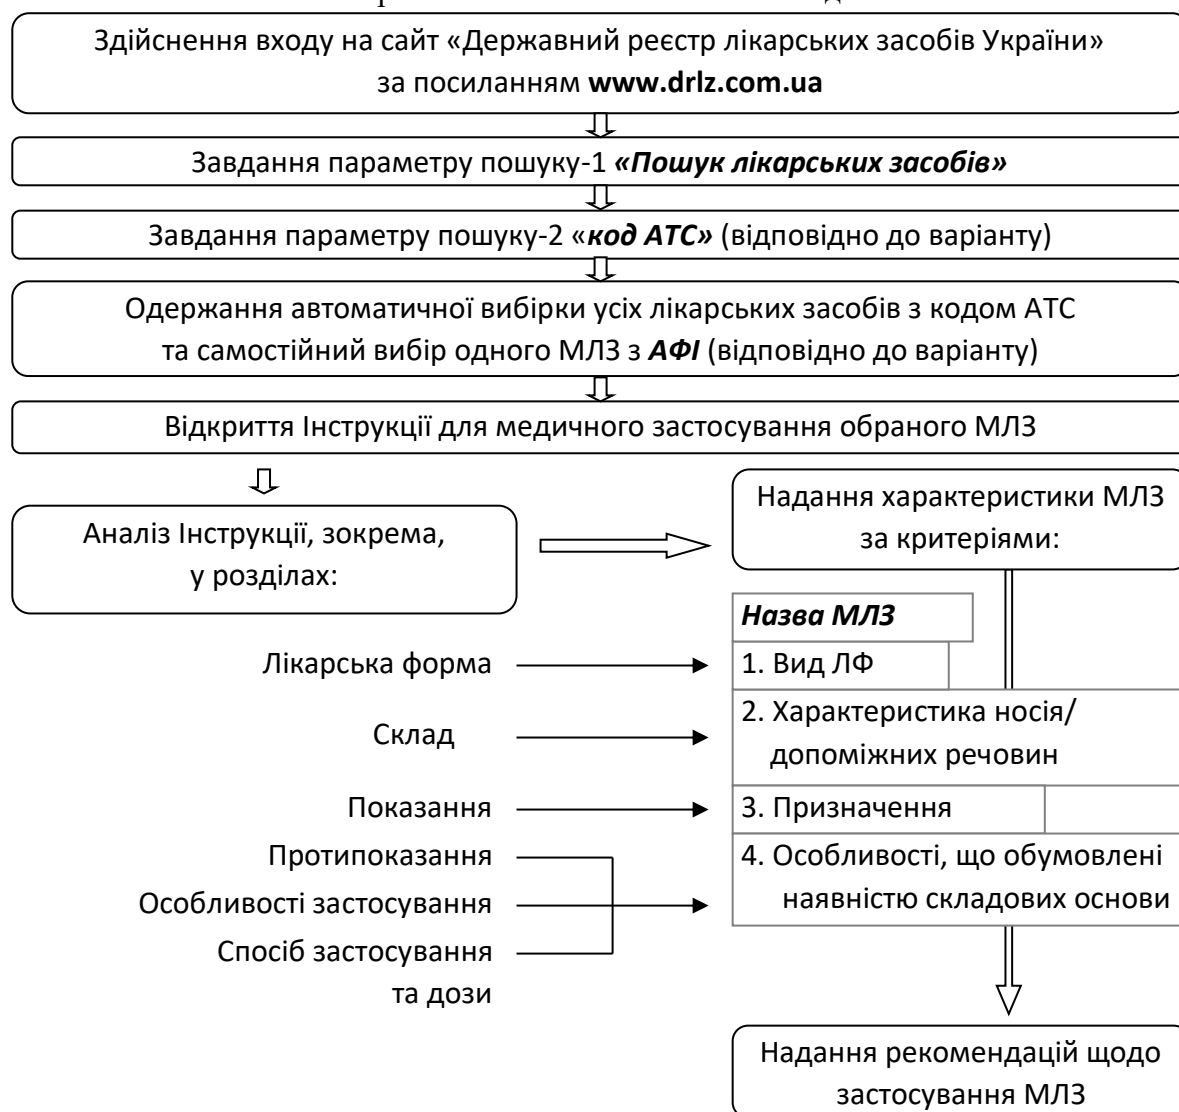 Здійснення входу на сайт «Державний реєстр лікарських засобів України»
за посиланням www.drlz.com.ua
Завдання параметру пошуку-1 «Пошук лікарських засобів»
Завдання параметру пошуку-2 «код АТС» (відповідно до варіанту)
Одержання автоматичної вибірки усіх лікарських засобів з кодом АТС
та самостійний вибір одного МЛЗ з АФІ (відповідно до варіанту)
Відкриття Інструкції для медичного застосування обраного МЛЗ
Аналіз Інструкції, зокрема,
у розділах:
Надання характеристики МЛЗ
за критеріями:
Назва МЛЗ
Лікарська форма
1. Вид ЛФ
Склад
2. Характеристика носія/
допоміжних речовин
Показання
3. Призначення
Протипоказання
Особливості застосування
Спосіб застосування
та дози
4. Особливості, що обумовлені
наявністю складових основи
Надання рекомендацій щодо
застосування МЛЗ